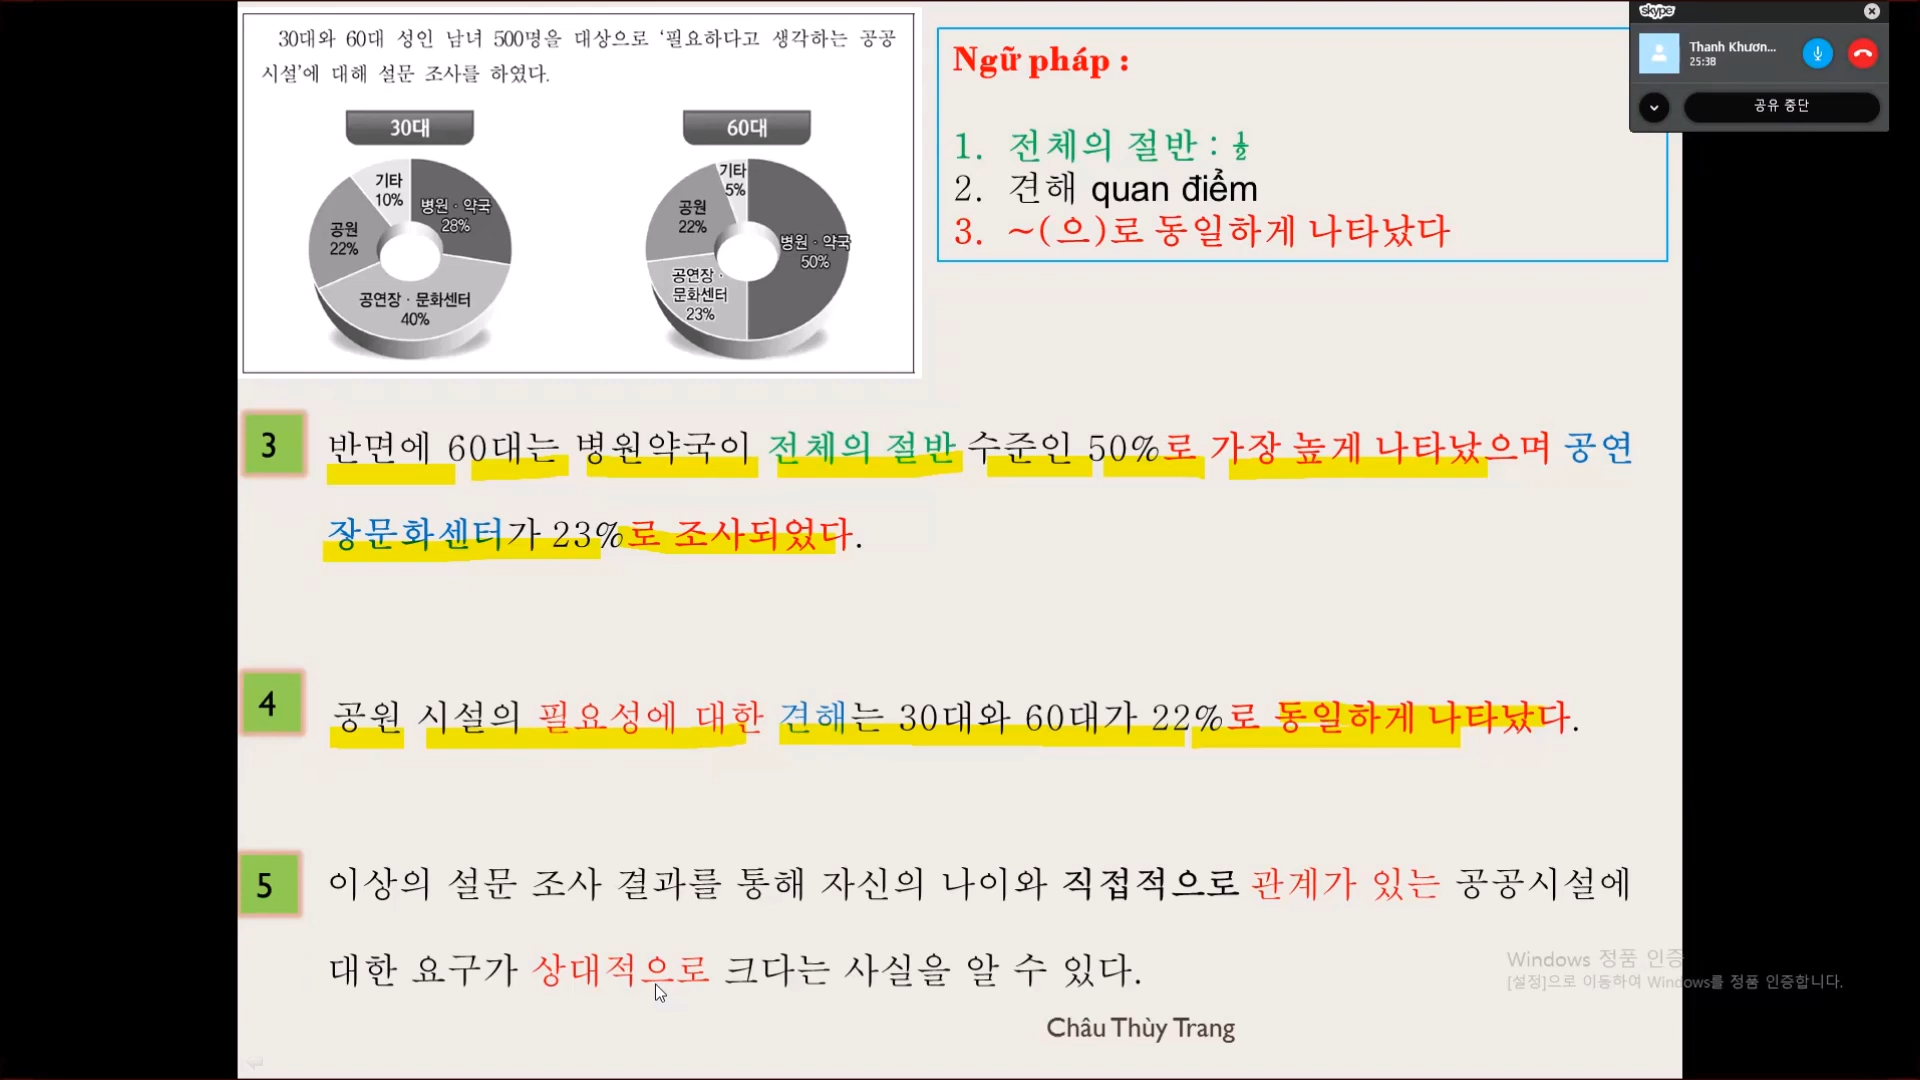 30대와 60대 성인 남녀 500명을 대상으로 ‘필요하다고 생각하는 공공
시설’에 대해 설문 조사를 하였다.
30대
기타
10%
병원 · 약국
28%
공원
22%
공연장 · 문화센터
40%
60대
기타
5%
병원 · 약국
50%
공원
22%
공연장 ·
문화센터
23%
Ngữ pháp :
1. 전체의 절반 : ½
2. 견해 quan điểm
3. ~(으)로 동일하게 나타났다
skype
Thanh Khươn...
25:38
공유 중단
3
반면에 60대는 병원약국이 전체의 절반 수준인 50%로 가장 높게 나타났으며 공연
장문화센터가 23%로 조사되었다.
4
공원 시설의 필요성에 대한 견해는 30대와 60대가 22%로 동일하게 나타났다.
5
이상의 설문 조사 결과를 통해 자신의 나이와 직접적으로 관계가 있는 공공시설에
대한 요구가 상대적으로 크다는 사실을 알 수 있다.
Windows 정품 인증
[설정]으로 이동하여 Windows를 정품 인증합니다.
Châu Thùy Trang